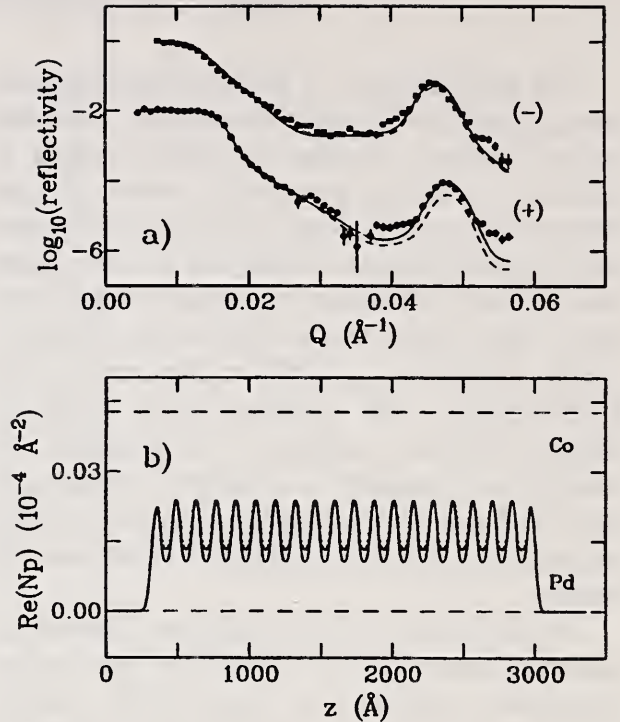 log₁₀(reflectivity)
−2
−6
a)
(−)
(+)
0.00 0.02 0.04 0.06
Q (Å⁻¹)
Re(Np) (10⁻⁴ Å⁻²)
0.03
0.00
b)
Co
Pd
0 1000 2000 3000
z (Å)